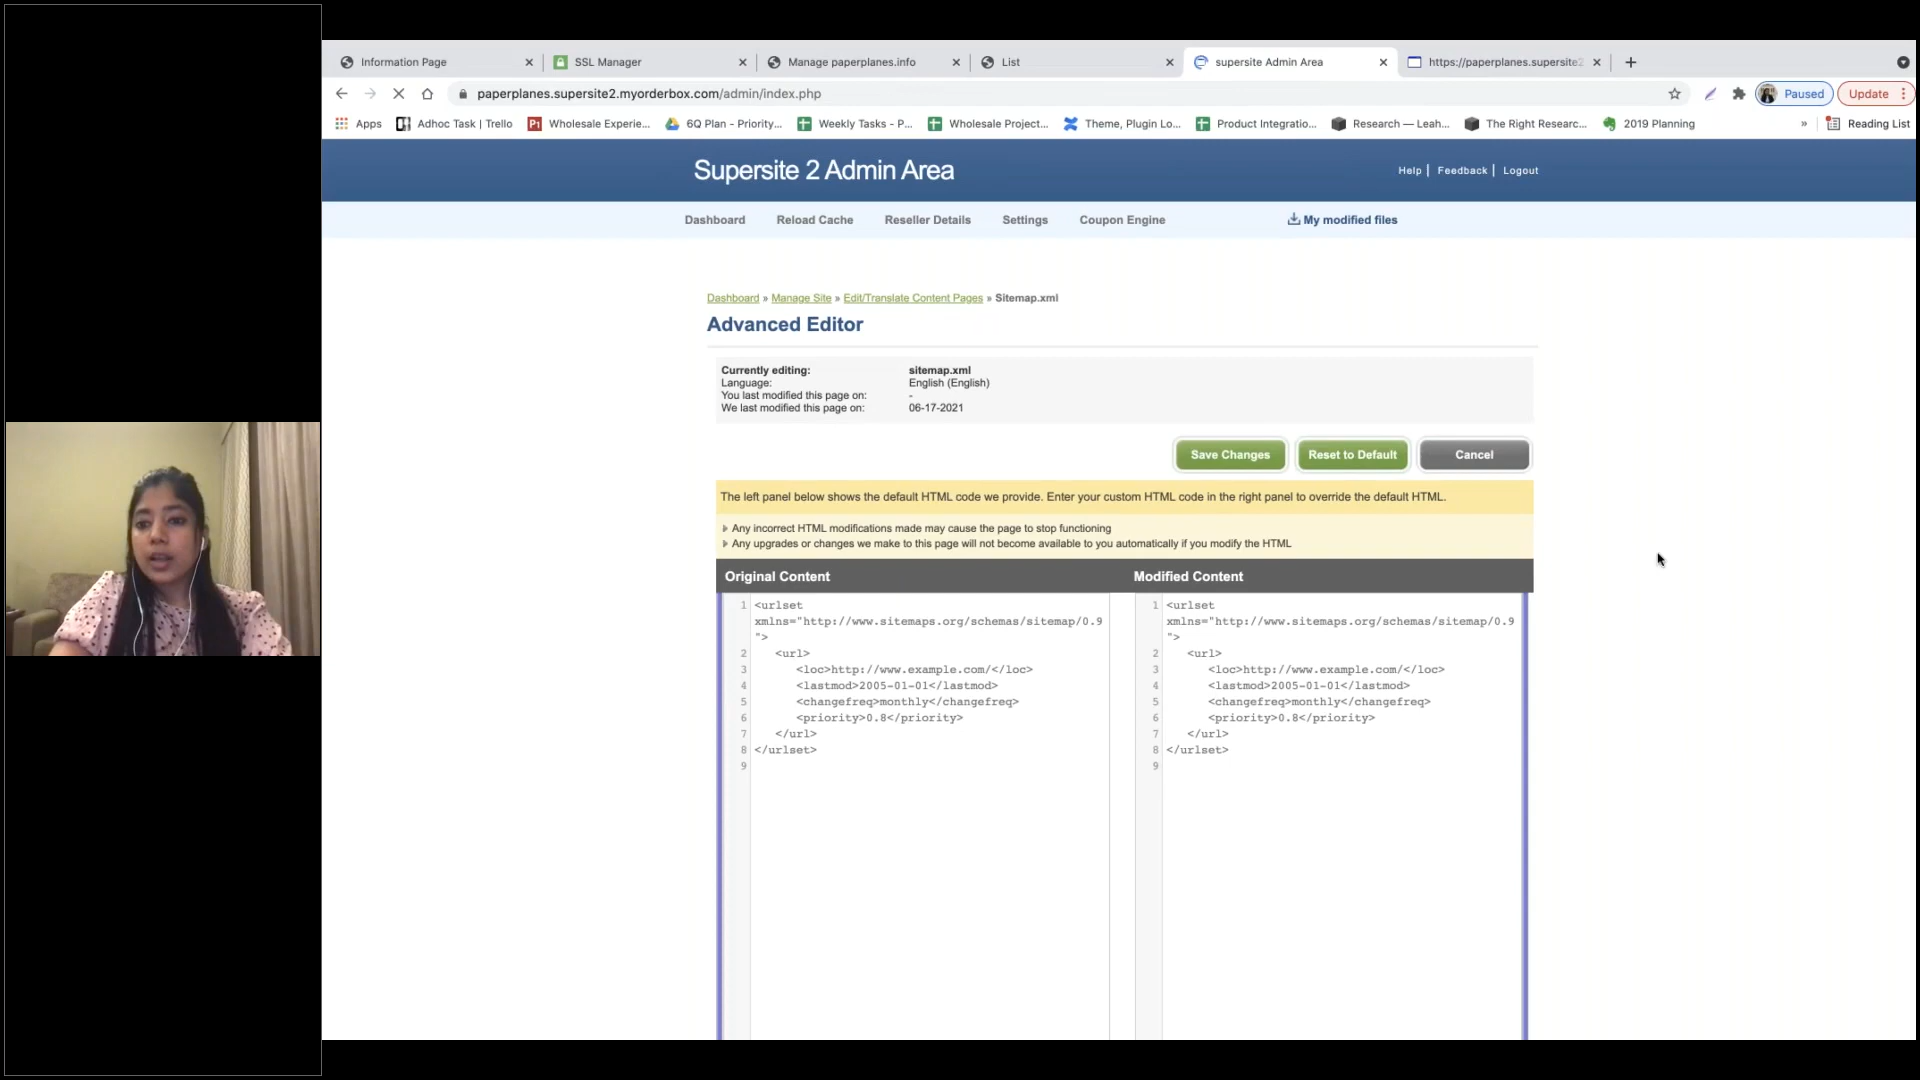 Information Page
SSL Manager
Manage paperplanes.info
List
supersite Admin Area
https://paperplanes.supersite2
paperplanes.supersite2.myorderbox.com/admin/index.php
Paused
Update
Apps
Adhoc Task | Trello
Wholesale Experie...
6Q Plan - Priority...
Weekly Tasks - P...
Wholesale Project...
Theme, Plugin Lo...
Product Integratio...
Research — Leah...
The Right Researc...
2019 Planning
»
Reading List
Supersite 2 Admin Area
Help | Feedback | Logout
Dashboard
Reload Cache
Reseller Details
Settings
Coupon Engine
My modified files
Dashboard » Manage Site » Edit/Translate Content Pages » Sitemap.xml
Advanced Editor
Currently editing: sitemap.xml
Language: English (English)
You last modified this page on: -
We last modified this page on: 06-17-2021
Save Changes
Reset to Default
Cancel
The left panel below shows the default HTML code we provide. Enter your custom HTML code in the right panel to override the default HTML.
Any incorrect HTML modifications made may cause the page to stop functioning
Any upgrades or changes we make to this page will not become available to you automatically if you modify the HTML
Original Content
1 <urlset
xmlns="http://www.sitemaps.org/schemas/sitemap/0.9
">
2 <url>
3 <loc>http://www.example.com/</loc>
4 <lastmod>2005-01-01</lastmod>
5 <changefreq>monthly</changefreq>
6 <priority>0.8</priority>
7 </url>
8 </urlset>
9
Modified Content
1 <urlset
xmlns="http://www.sitemaps.org/schemas/sitemap/0.9
">
2 <url>
3 <loc>http://www.example.com/</loc>
4 <lastmod>2005-01-01</lastmod>
5 <changefreq>monthly</changefreq>
6 <priority>0.8</priority>
7 </url>
8 </urlset>
9